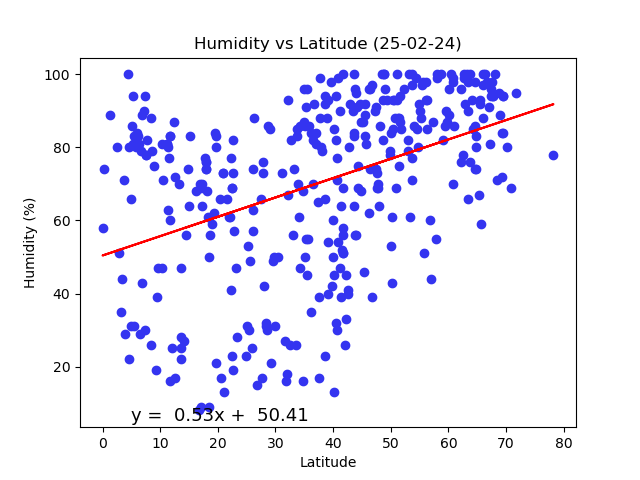 Humidity vs Latitude (25-02-24)
100
80
60
40
20
Humidity (%)
y = 0.53x + 50.41
0 10 20 30 40 50 60 70 80
Latitude